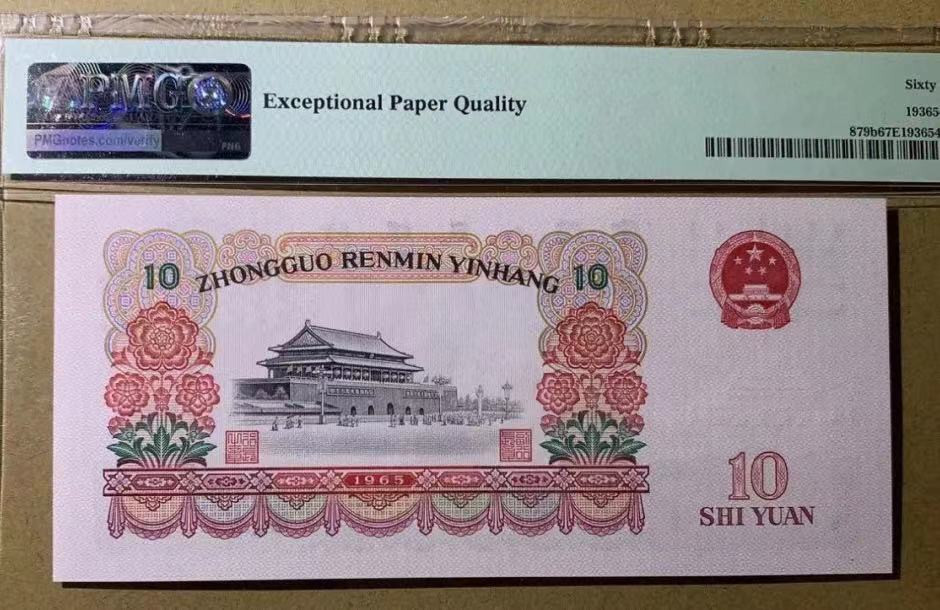 PMG
PMGnotes.com/verify
PMG
Exceptional Paper Quality
Sixty
19365
879b67E193654
10 ZHONGGUO RENMIN YINHANG 10
1965
10
SHI YUAN